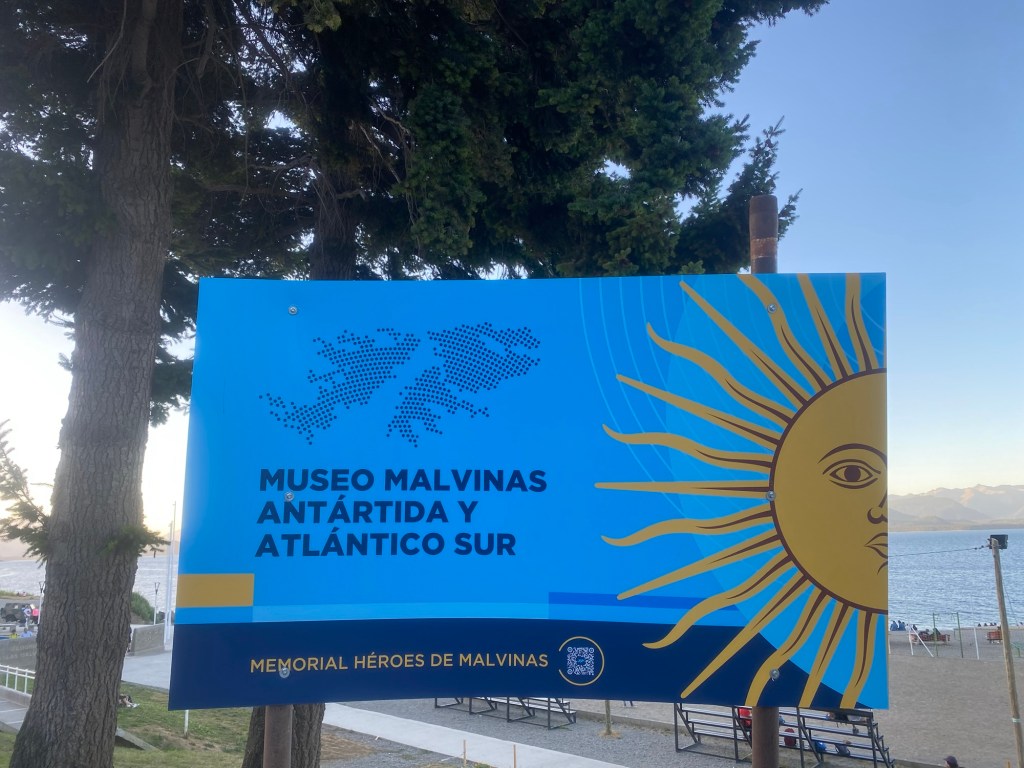 MUSEO MALVINAS
ANTÁRTIDA Y
ATLÁNTICO SUR
MEMORIAL HÉROES DE MALVINAS